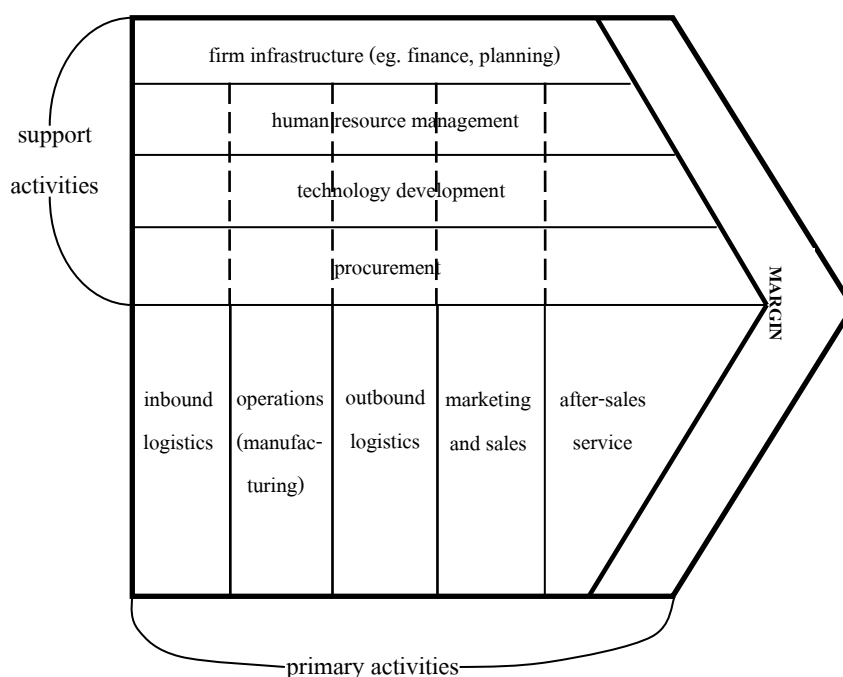 firm infrastructure (eg. finance, planning)
human resource management
support
activities
technology development
procurement
MARGIN
inbound
logistics
operations
(manufac-
turing)
outbound
logistics
marketing
and sales
after-sales
service
primary activities